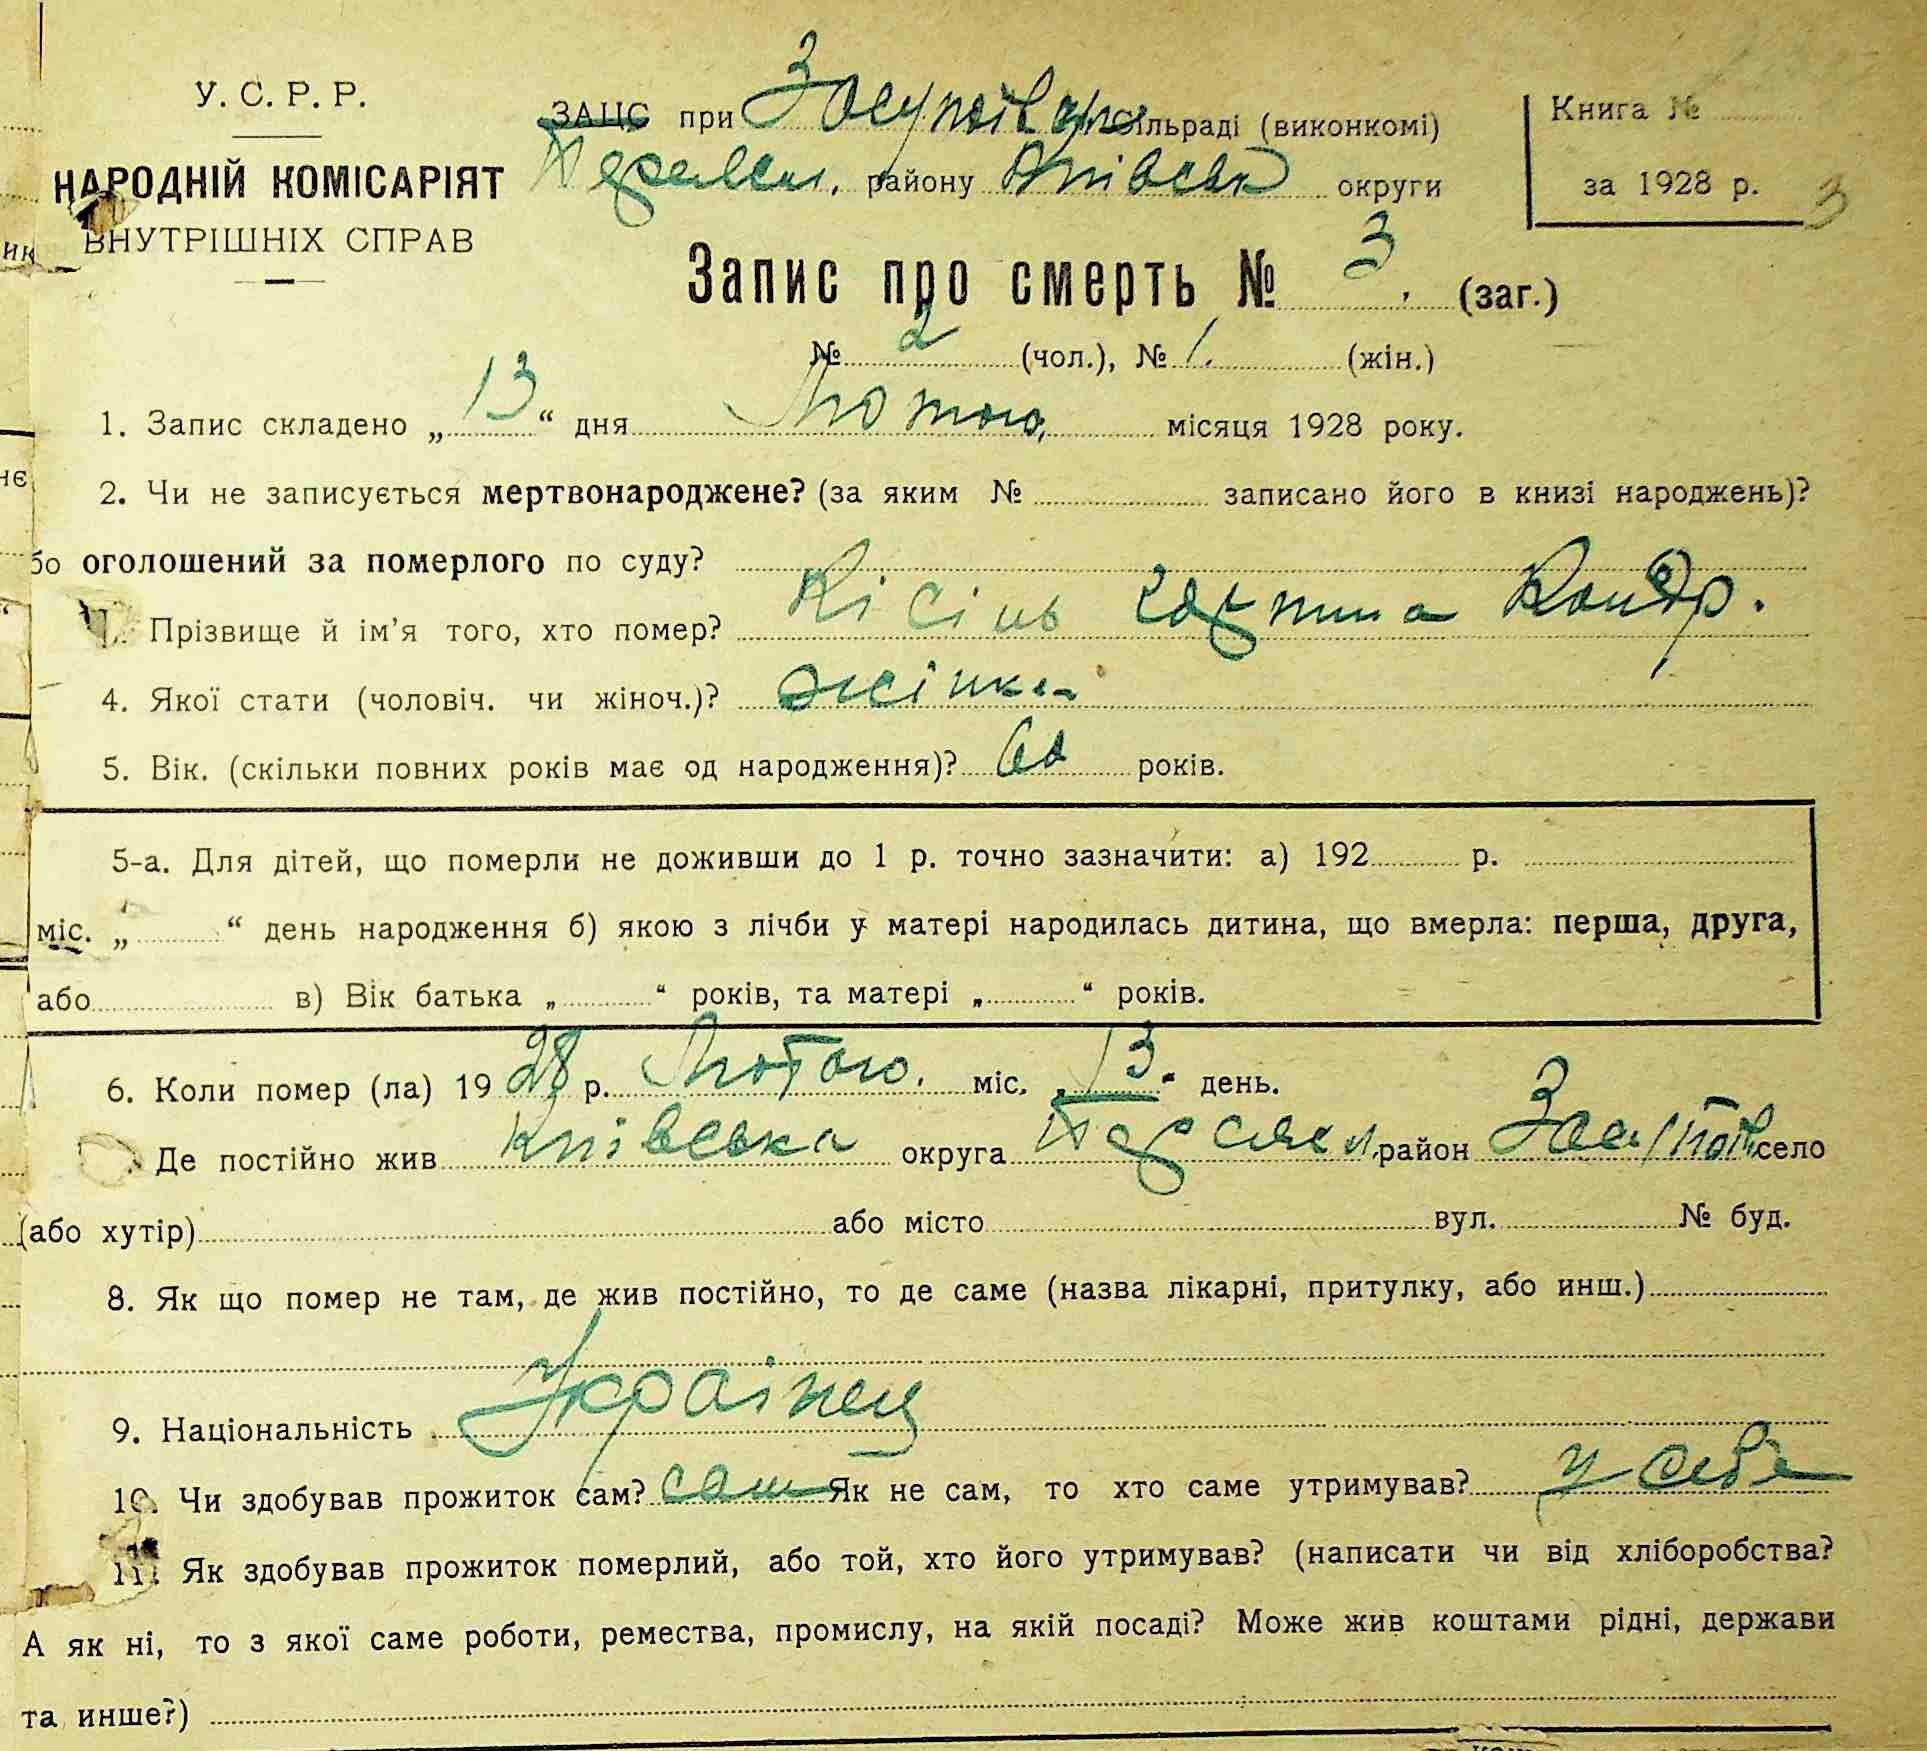 У. С. Р. Р.
НАРОДНІЙ КОМІСАРІЯТ
ВНУТРІШНІХ СПРАВ
ЗАЦС при Засупоївськ сільраді (виконкомі)
Переясл. району Київськ округи
Книга №
за 1928 р. 3
Запис про смерть № 3. (заг.)
№ 2 (чол.), № 1. (жін.)
1. Запис складено „13“ дня Лютого, місяця 1928 року.
2. Чи не записується мертвонароджене? (за яким № записано його в книзі народжень)?
бо оголошений за померлого по суду?
Прізвище й ім’я того, хто помер? Кісіль Кондр.
4. Якої стати (чоловіч. чи жіноч.)? жінка
5. Вік. (скільки повних років має од народження)? років.
5-а. Для дітей, що померли не доживши до 1 р. точно зазначити: а) 192 р.
міс. „ “ день народження б) якою з лічби у матері народилась дитина, що вмерла: перша, друга,
або в) Вік батька „ “ років, та матері „ “ років.
6. Коли помер (ла) 1928 р. Лютого. міс. „13“ день.
Де постійно жив Київська округа Переясл. район Засупоїв село
(або хутір) або місто вул. № буд.
8. Як що помер не там, де жив постійно, то де саме (назва лікарні, притулку, або инш.)
9. Національність Українец
10. Чи здобував прожиток сам? сам Як не сам, то хто саме утримував? у себе
11. Як здобував прожиток померлий, або той, хто його утримував? (написати чи від хліборобства?
А як ні, то з якої саме роботи, ремества, промислу, на якій посаді? Може жив коштами рідні, держави
та инше?)